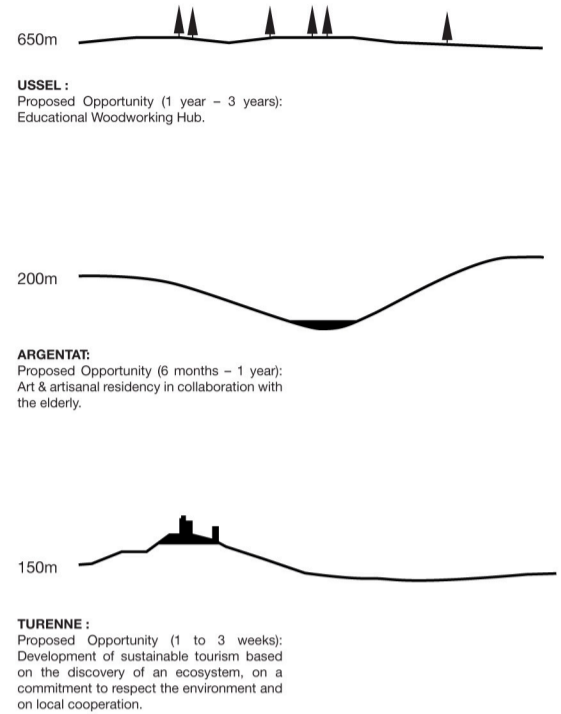 650m
USSEL :
Proposed Opportunity (1 year – 3 years):
Educational Woodworking Hub.
200m
ARGENTAT:
Proposed Opportunity (6 months – 1 year):
Art & artisanal residency in collaboration with
the elderly.
150m
TURENNE :
Proposed Opportunity (1 to 3 weeks):
Development of sustainable tourism based
on the discovery of an ecosystem, on a
commitment to respect the environment and
on local cooperation.